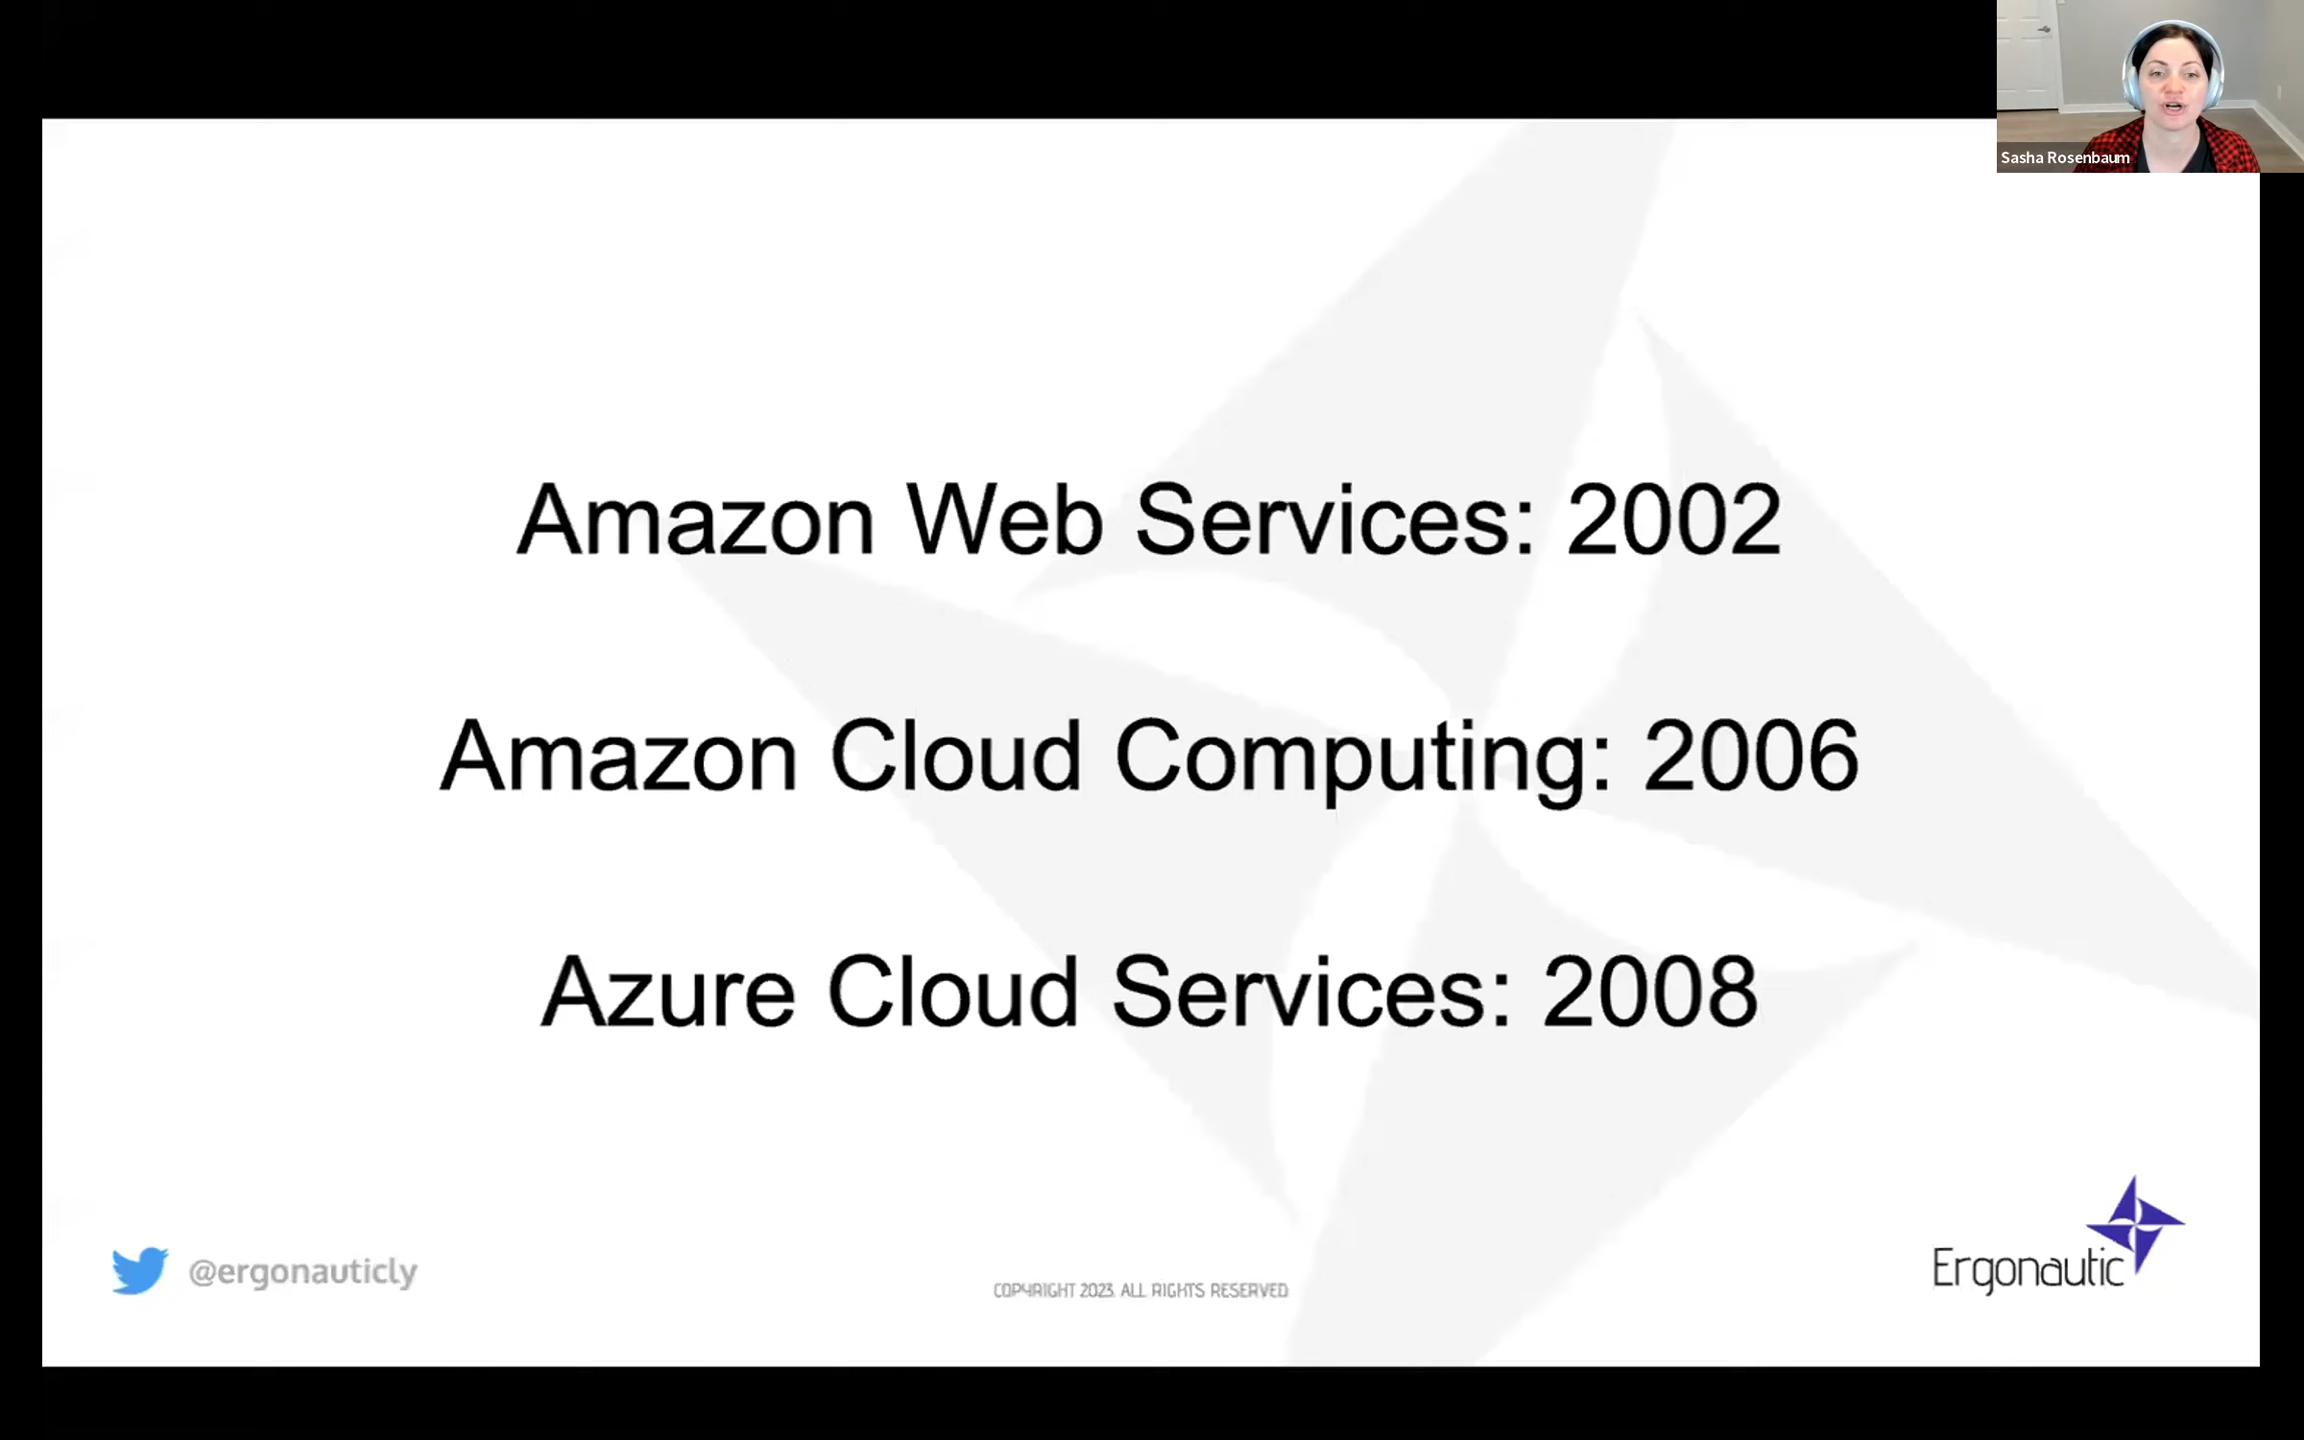 Sasha Rosenbaum
Amazon Web Services: 2002
Amazon Cloud Computing: 2006
Azure Cloud Services: 2008
@ergonauticly
COPYRIGHT 2023. ALL RIGHTS RESERVED
Ergonautic